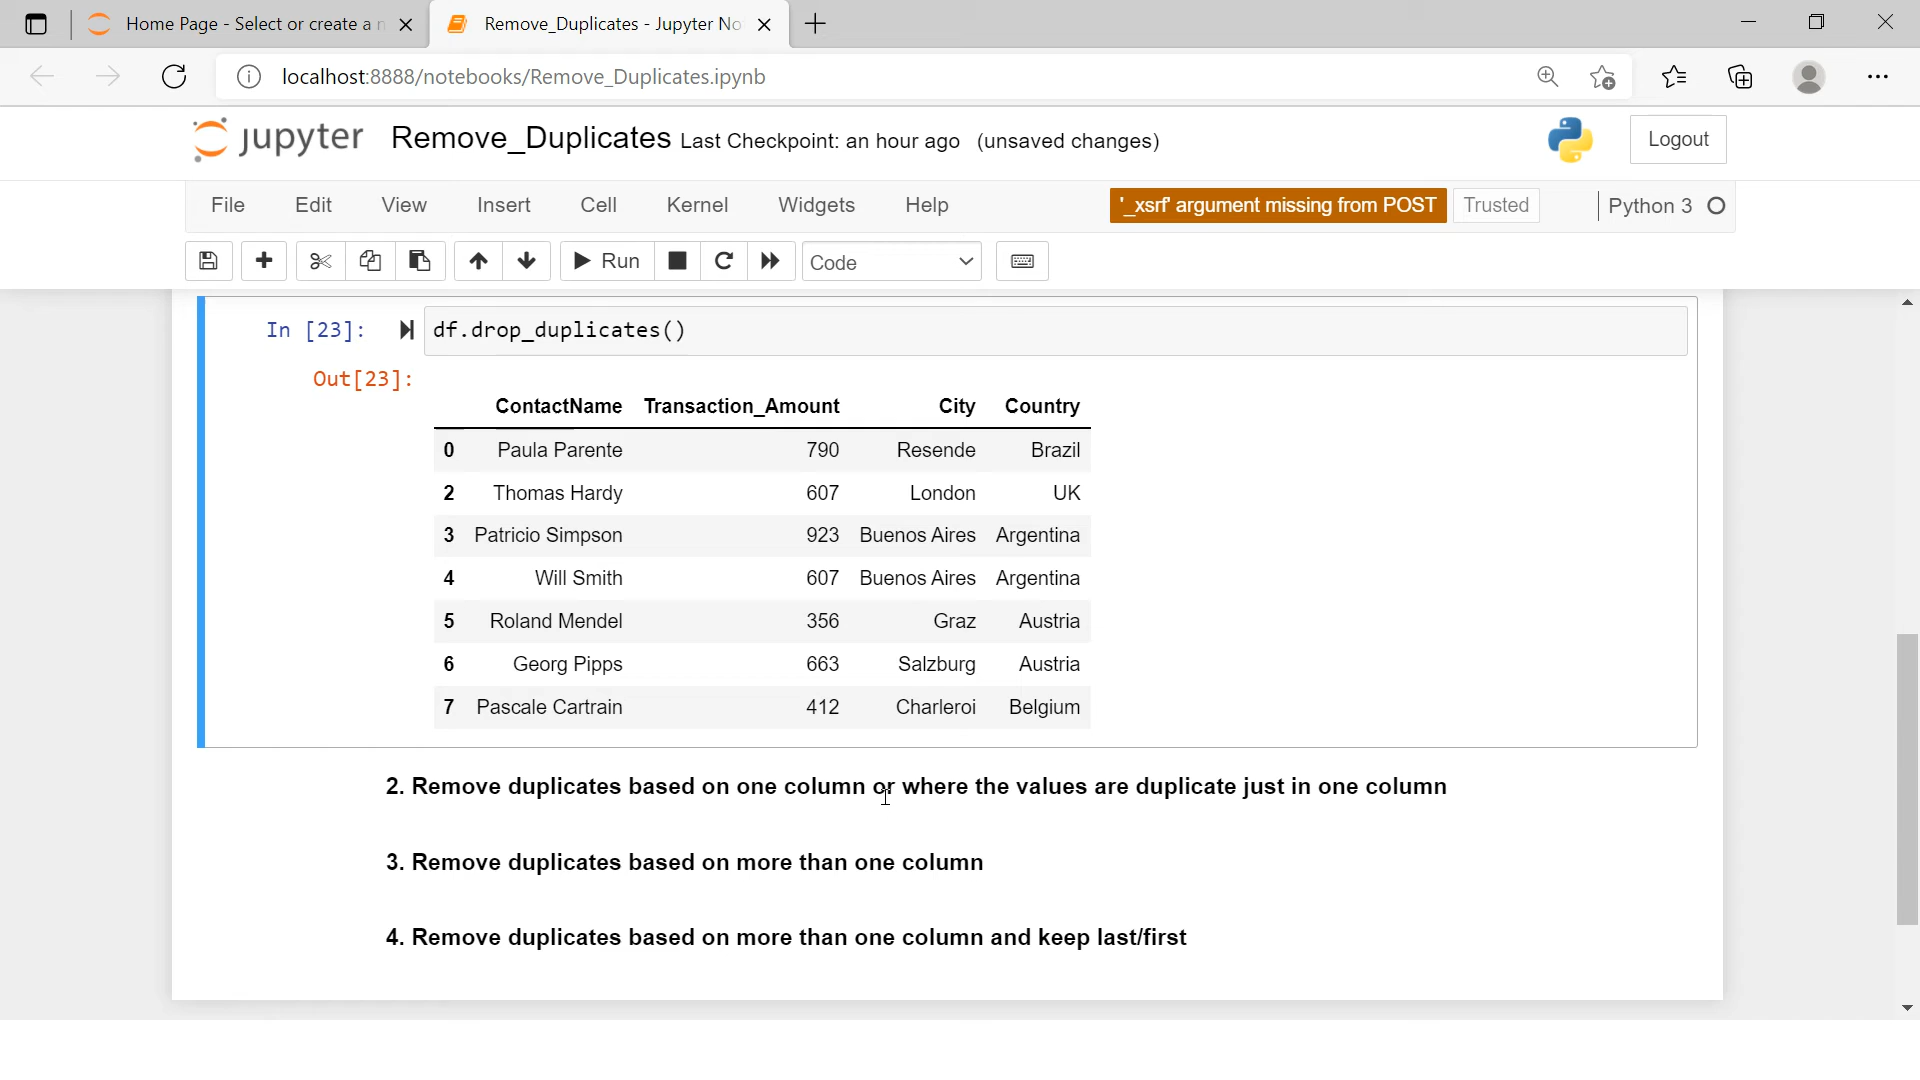 Home Page - Select or create a n
Remove_Duplicates - Jupyter No
localhost:8888/notebooks/Remove_Duplicates.ipynb
jupyter Remove_Duplicates Last Checkpoint: an hour ago (unsaved changes) Logout
File Edit View Insert Cell Kernel Widgets Help '_xsrf' argument missing from POST Trusted Python 3
Run Code
In [23]: df.drop_duplicates()
Out[23]:
ContactName Transaction_Amount City Country
0 Paula Parente 790 Resende Brazil
2 Thomas Hardy 607 London UK
3 Patricio Simpson 923 Buenos Aires Argentina
4 Will Smith 607 Buenos Aires Argentina
5 Roland Mendel 356 Graz Austria
6 Georg Pipps 663 Salzburg Austria
7 Pascale Cartrain 412 Charleroi Belgium
2. Remove duplicates based on one column or where the values are duplicate just in one column
3. Remove duplicates based on more than one column
4. Remove duplicates based on more than one column and keep last/first